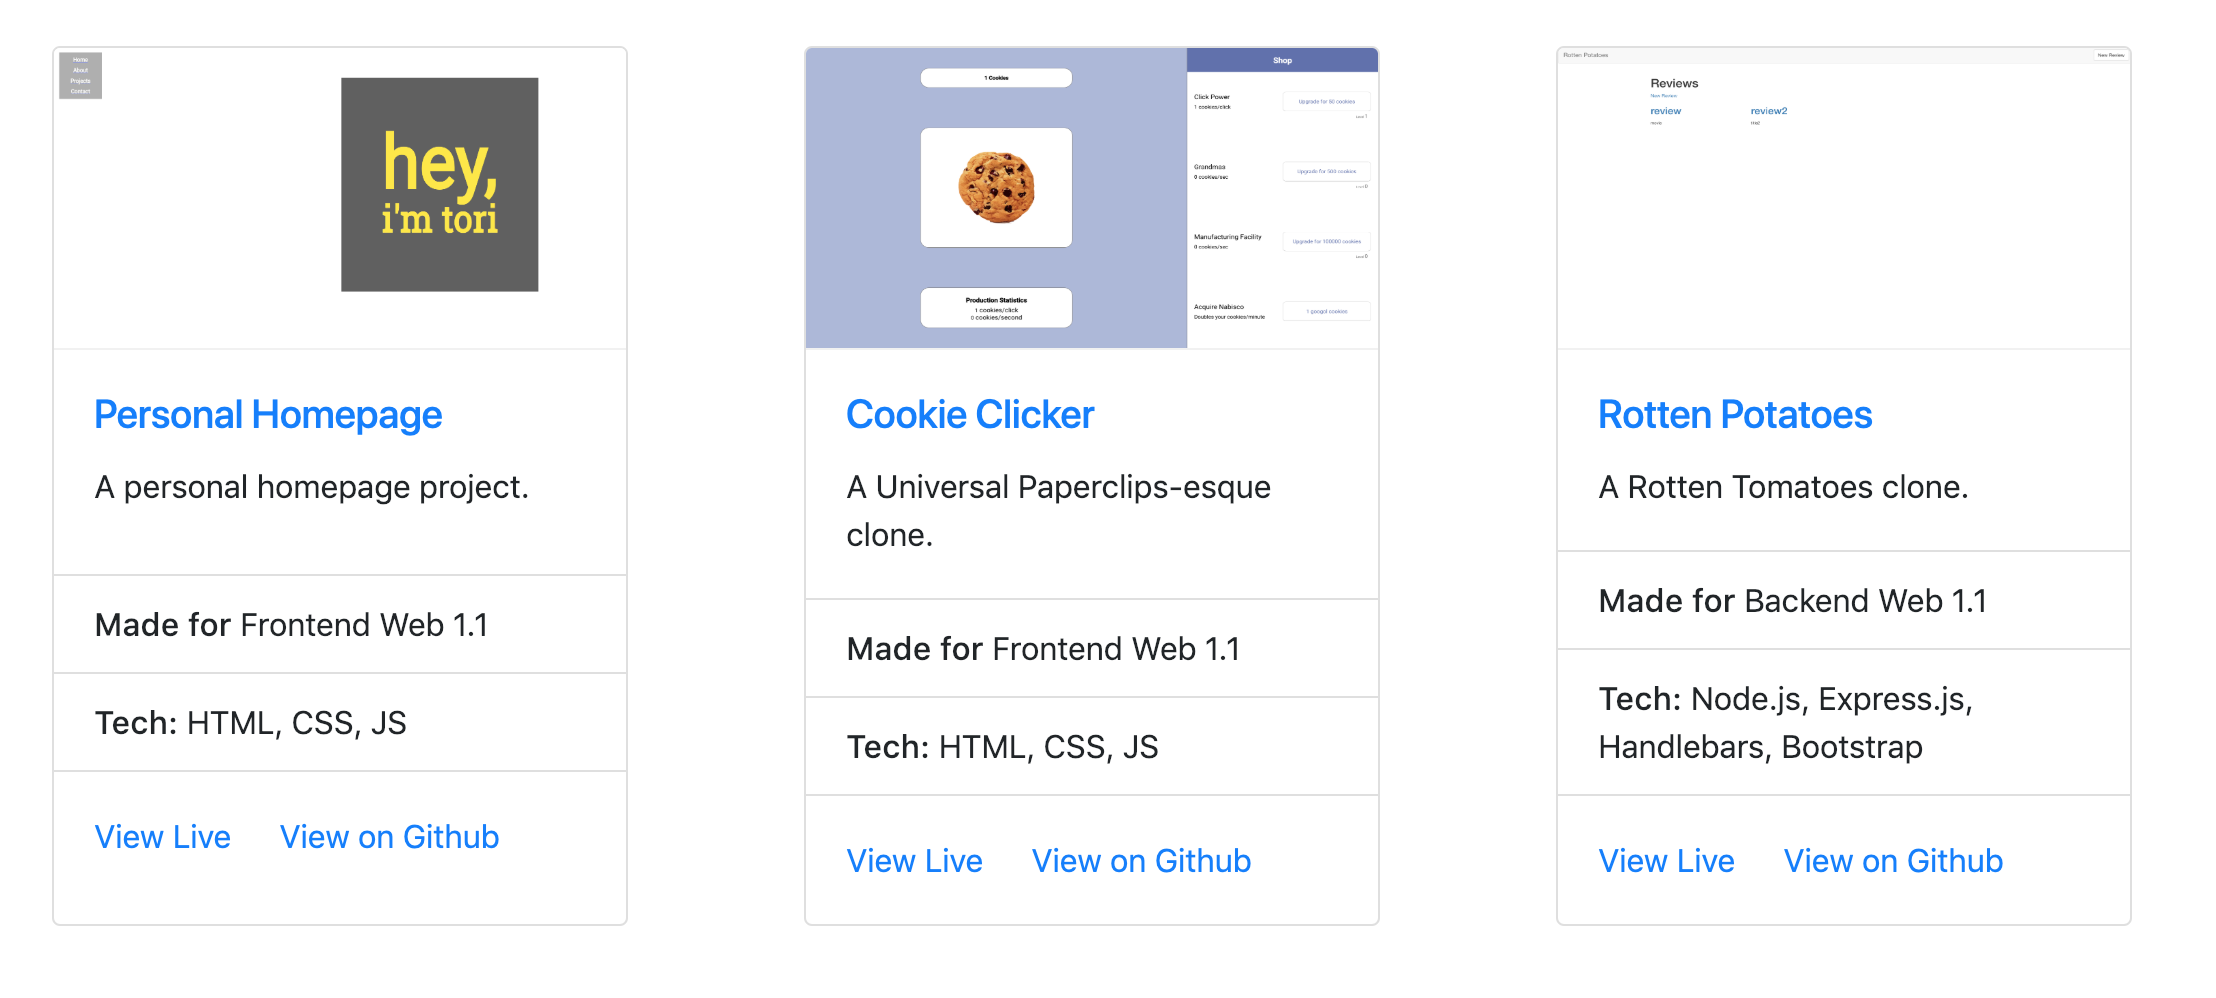 Home
About
Projects
Contact
hey,
i'm tori
Personal Homepage
A personal homepage project.
Made for Frontend Web 1.1
Tech: HTML, CSS, JS
View Live View on Github
1 Cookies
Production Statistics
1 cookies/click
0 cookies/second
Shop
Click Power
1 cookies/click
Upgrade for 80 cookies
Grandmas
0 cookies/sec
Upgrade for 500 cookies
Manufacturing Facility
0 cookies/sec
Upgrade for 100000 cookies
Acquire Nabisco
Doubles your cookies/minute
1 googol cookies
Cookie Clicker
A Universal Paperclips-esque
clone.
Made for Frontend Web 1.1
Tech: HTML, CSS, JS
View Live View on Github
Rotten Potatoes New Review
Reviews
New Review
review review2
movie title2
Rotten Potatoes
A Rotten Tomatoes clone.
Made for Backend Web 1.1
Tech: Node.js, Express.js,
Handlebars, Bootstrap
View Live View on Github